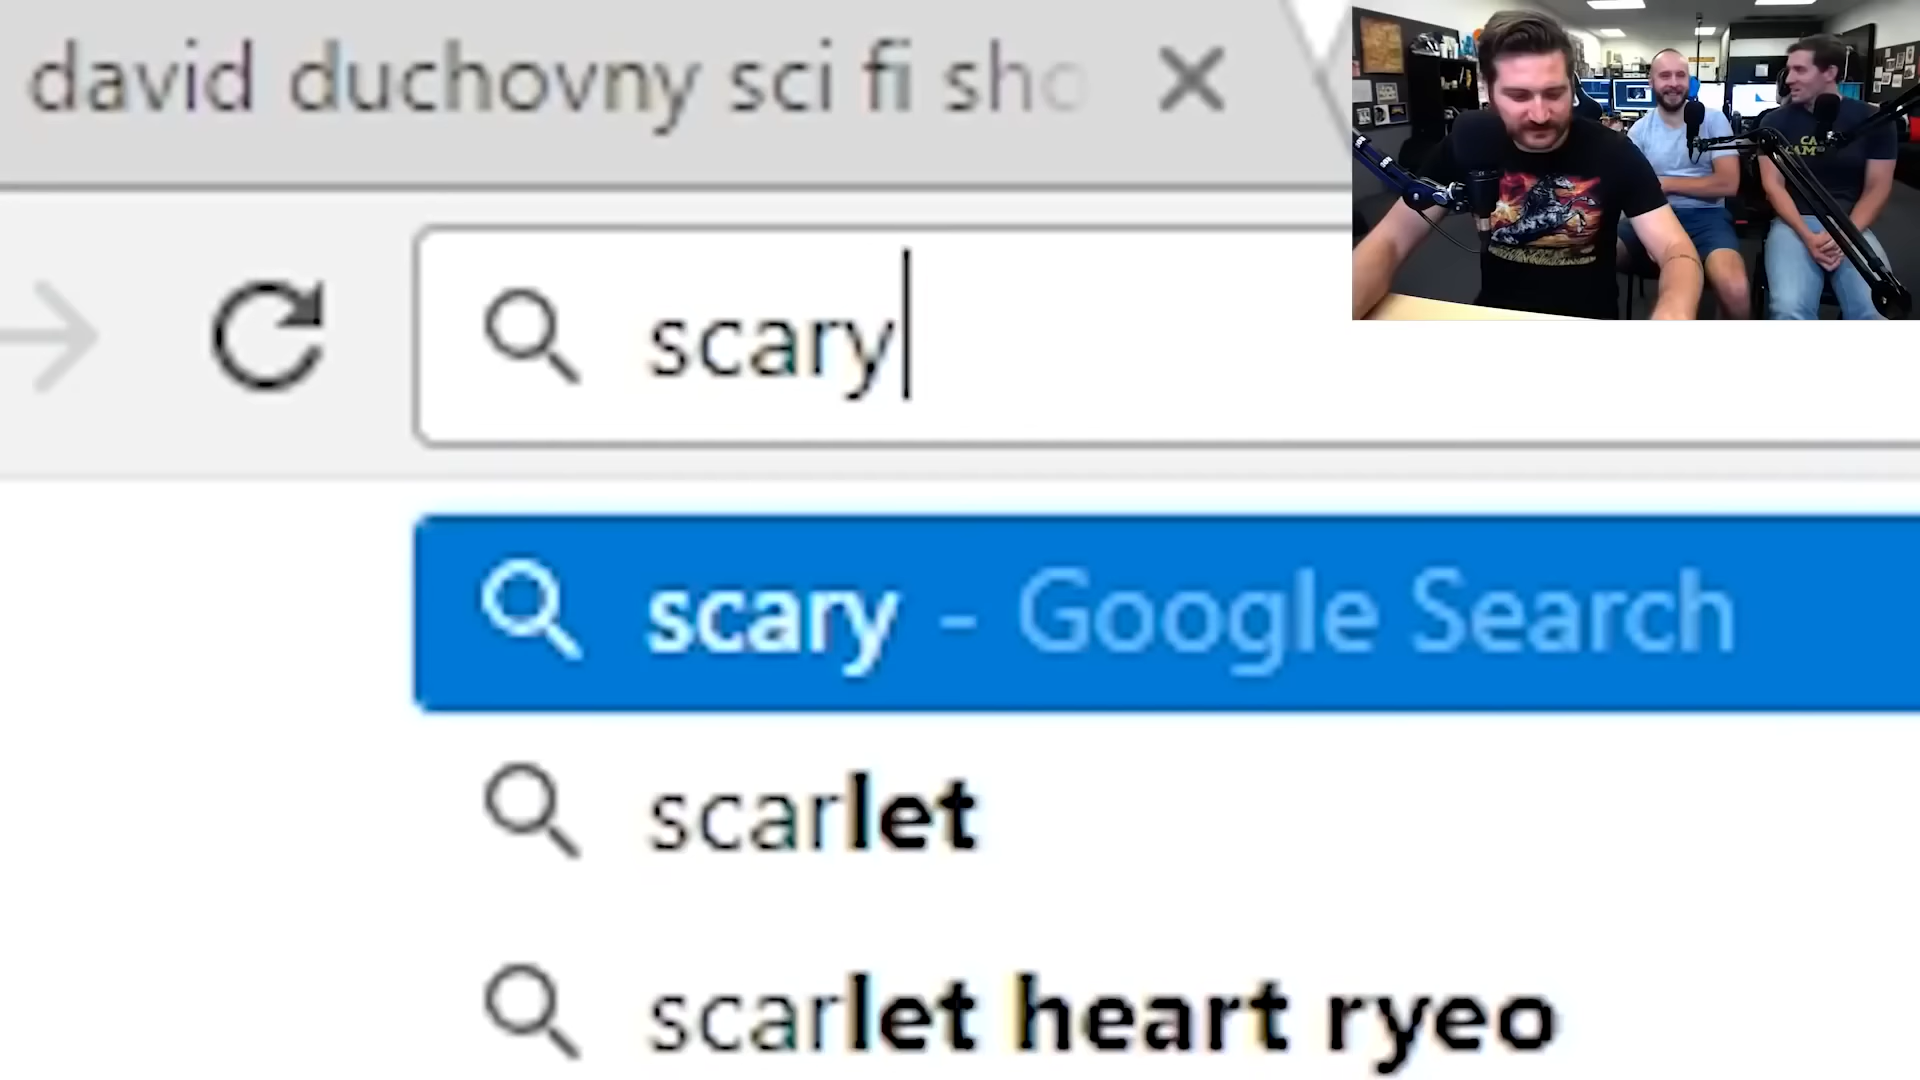 david duchovny sci fi sho
scary
scary - Google Search
scarlet
scarlet heart ryeo